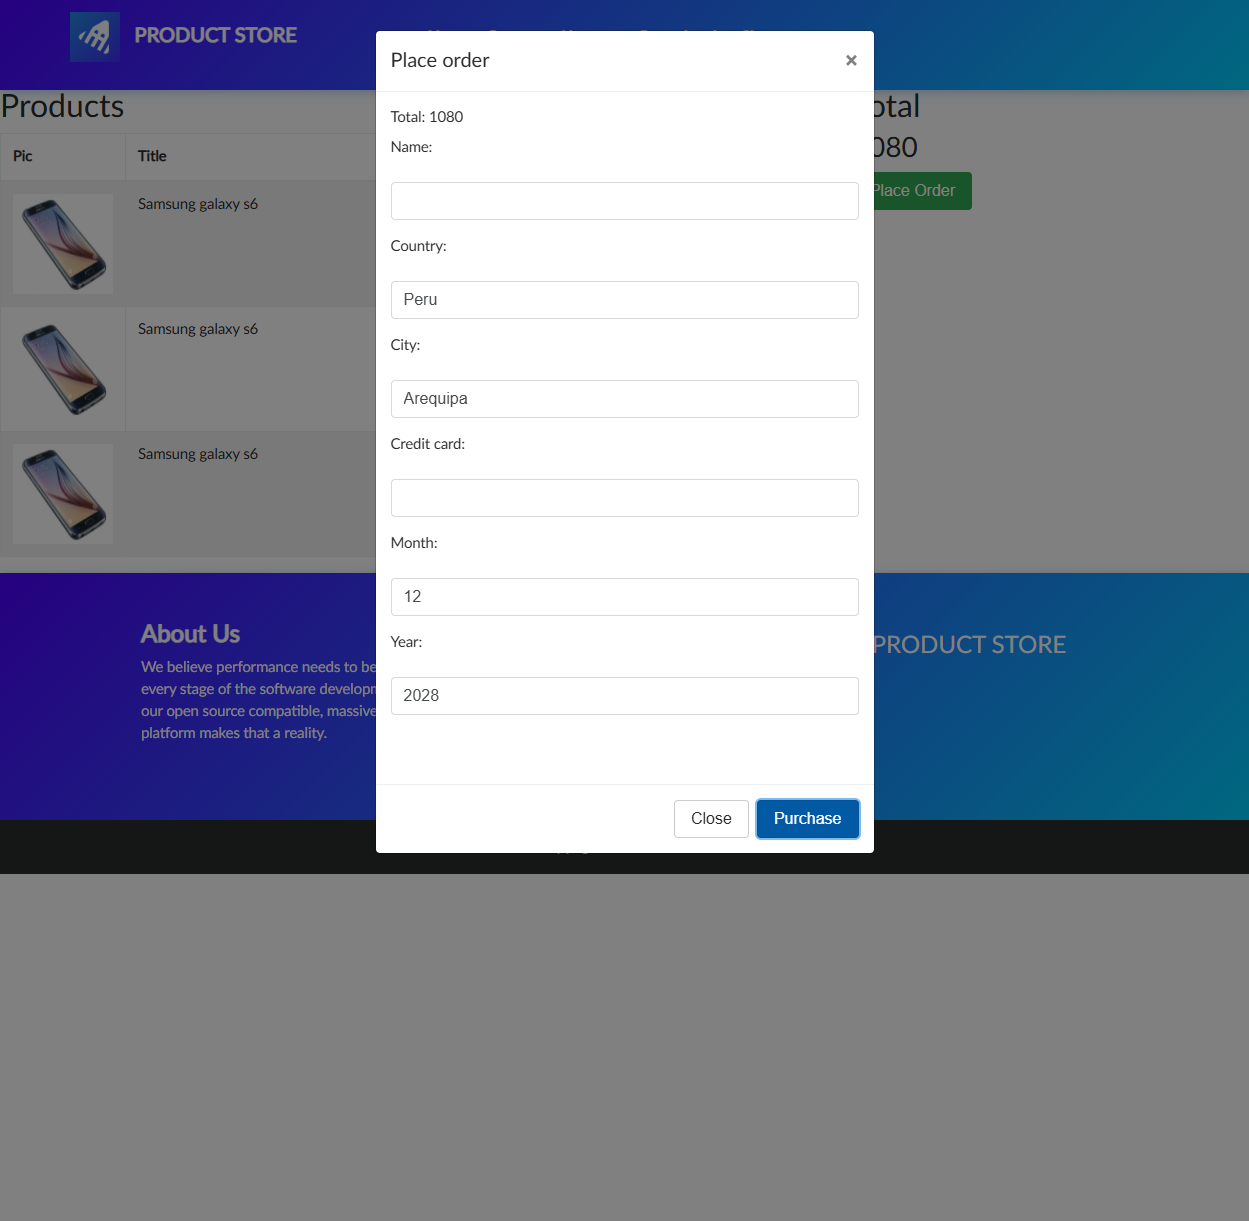 PRODUCT STORE
Place order
×
Products
Total: 1080
Name:
Country:
Peru
City:
Arequipa
Credit card:
Month:
12
Year:
2028
Close
Purchase
Pic
Title
Samsung galaxy s6
Samsung galaxy s6
Samsung galaxy s6
otal
080
Place Order
About Us
We believe performance needs to be
every stage of the software developm
our open source compatible, massive
platform makes that a reality.
PRODUCT STORE